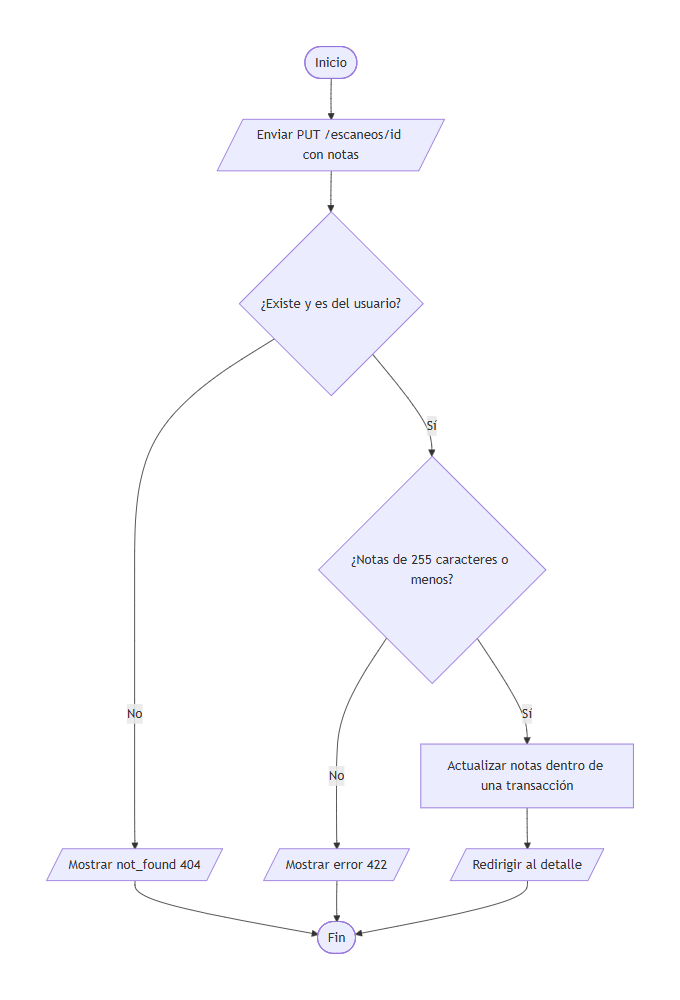 Inicio
Enviar PUT /escaneos/id
con notas
¿Existe y es del usuario?
Sí
¿Notas de 255 caracteres o
menos?
No
Sí
No
Actualizar notas dentro de
una transacción
Mostrar not_found 404
Mostrar error 422
Redirigir al detalle
Fin